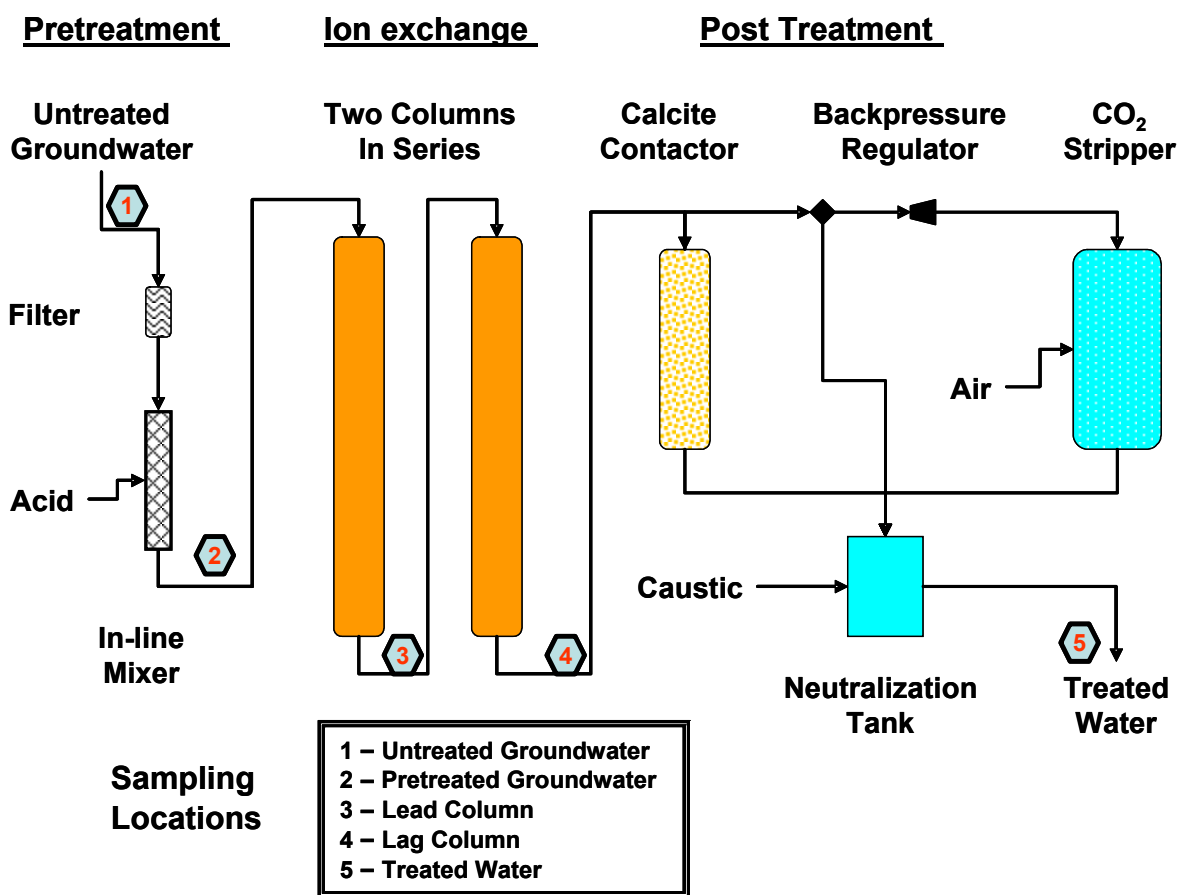 Pretreatment
Ion exchange
Post Treatment
Untreated
Groundwater
Two Columns
In Series
Calcite
Contactor
Backpressure
Regulator
CO₂
Stripper
1
Filter
Acid
2
In-line
Mixer
3
4
Air
Caustic
5
Neutralization
Tank
Treated
Water
Sampling
Locations
1 – Untreated Groundwater
2 – Pretreated Groundwater
3 – Lead Column
4 – Lag Column
5 – Treated Water